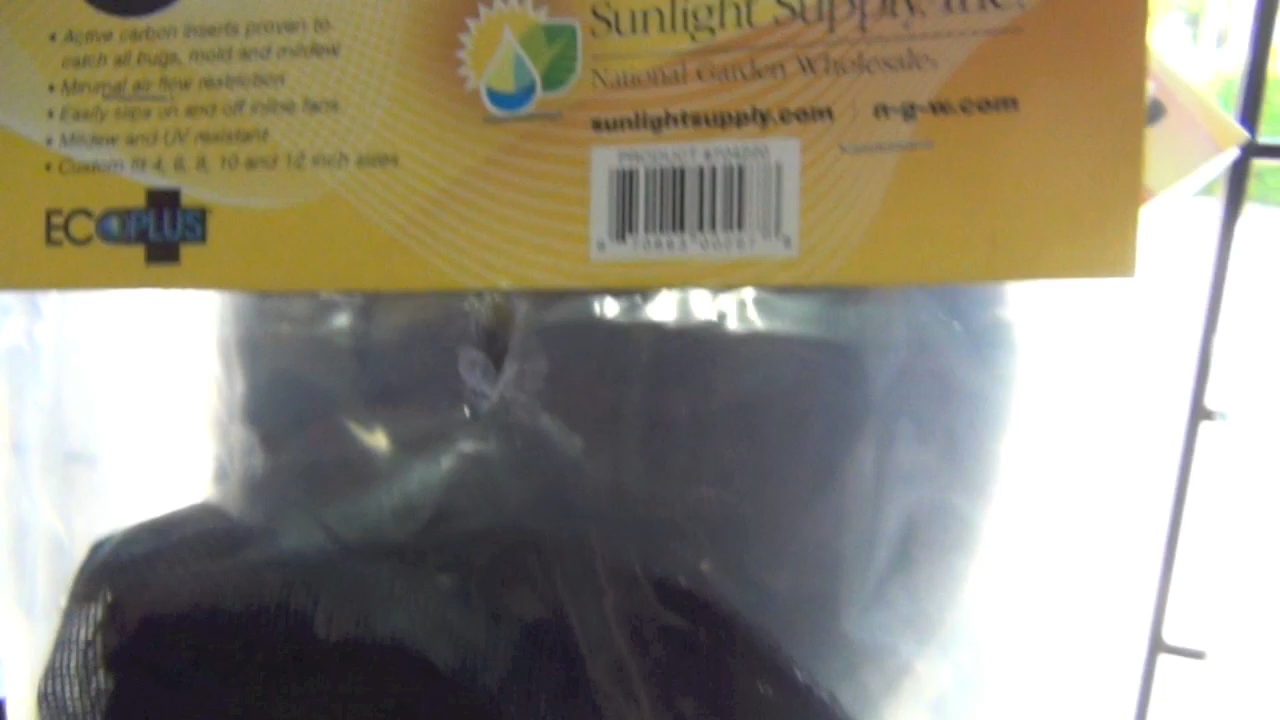 • Active carbon inserts proven to
catch all bugs, mold and mildew
• Minimal air flow restriction
• Easily slips on and off inline fans
• Mildew and UV resistant
• Custom fit 4, 6, 8, 10 and 12 inch sizes
ECOPLUS
Sunlight Supply, Inc.
National Garden Wholesale
sunlightsupply.com | n-g-w.com
PRODUCT